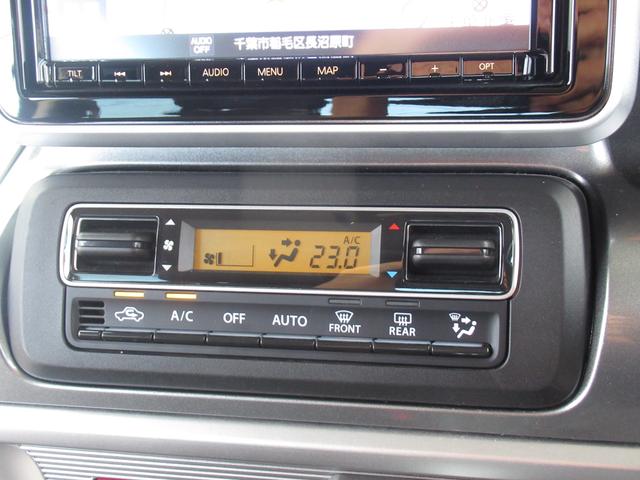 AUDIO OFF
千葉市稲毛区長沼原町
TILT AUDIO MENU MAP − + OPT
A/C
23.0
A/C OFF AUTO FRONT REAR